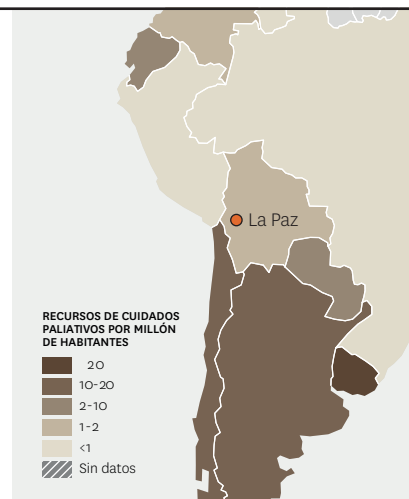 La Paz
RECURSOS DE CUIDADOS
PALIATIVOS POR MILLÓN
DE HABITANTES
20
10-20
2-10
1-2
<1
Sin datos